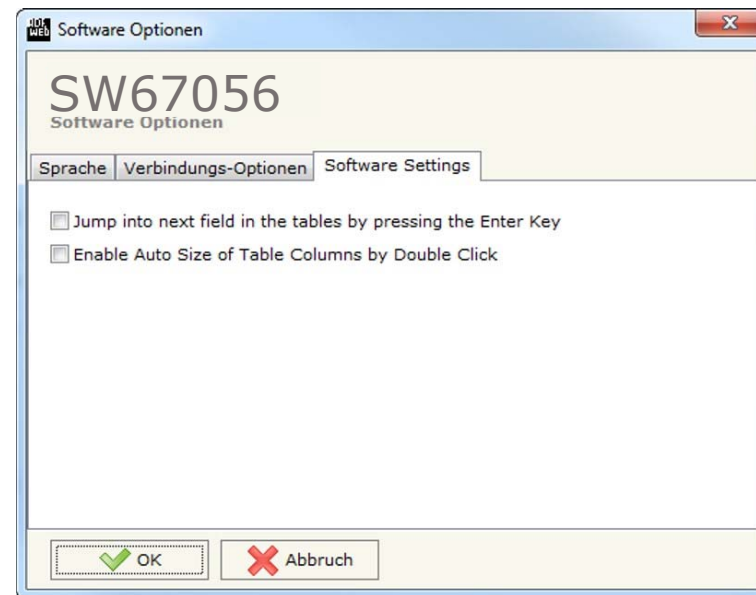 Software Optionen
SW67056
Software Optionen
Sprache Verbindungs-Optionen Software Settings
Jump into next field in the tables by pressing the Enter Key
Enable Auto Size of Table Columns by Double Click
OK Abbruch